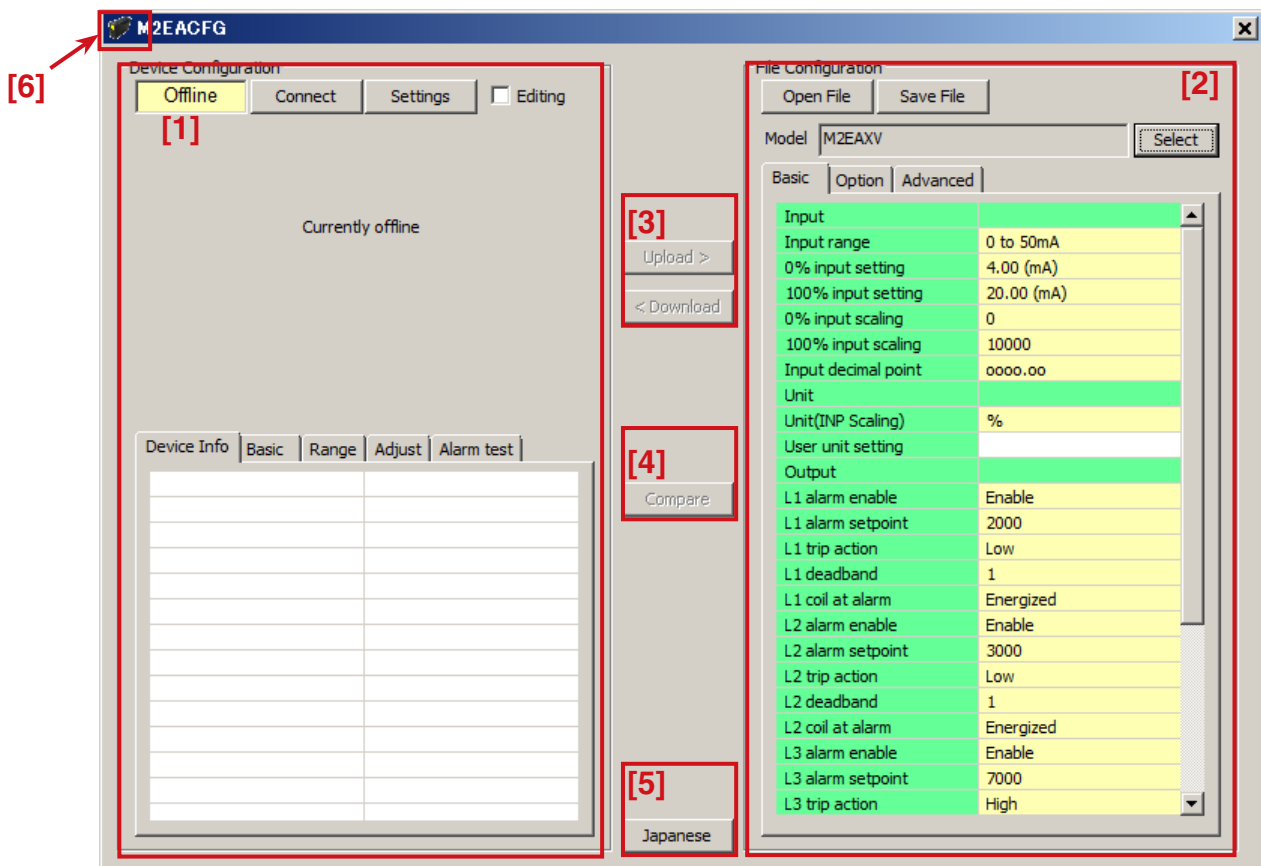 M2EACFG
[6]
Device Configuration
Offline
Connect
Settings
Editing
[1]
Currently offline
Device Info
Basic
Range
Adjust
Alarm test
[3]
Upload >
< Download
[4]
Compare
[5]
Japanese
File Configuration
[2]
Open File
Save File
Model M2EAXV Select
Basic
Option
Advanced
Input
Input range 0 to 50mA
0% input setting 4.00 (mA)
100% input setting 20.00 (mA)
0% input scaling 0
100% input scaling 10000
Input decimal point oooo.oo
Unit
Unit(INP Scaling) %
User unit setting
Output
L1 alarm enable Enable
L1 alarm setpoint 2000
L1 trip action Low
L1 deadband 1
L1 coil at alarm Energized
L2 alarm enable Enable
L2 alarm setpoint 3000
L2 trip action Low
L2 deadband 1
L2 coil at alarm Energized
L3 alarm enable Enable
L3 alarm setpoint 7000
L3 trip action High